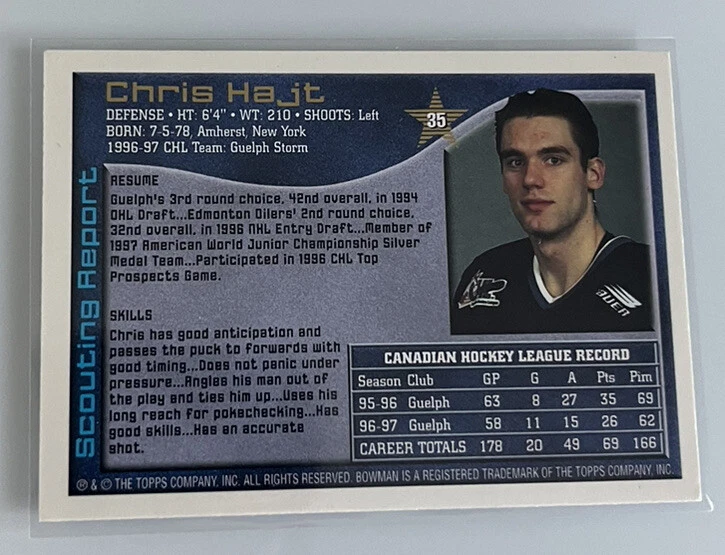 Chris Hajt
DEFENSE • HT: 6'4" • WT: 210 • SHOOTS: Left
BORN: 7-5-78, Amherst, New York
1996-97 CHL Team: Guelph Storm
35
Scouting Report
RESUME
Guelph's 3rd round choice, 42nd overall, in 1994
OHL Draft...Edmonton Oilers' 2nd round choice,
32nd overall, in 1996 NHL Entry Draft...Member of
1997 American World Junior Championship Silver
Medal Team...Participated in 1996 CHL Top
Prospects Game.
SKILLS
Chris has good anticipation and
passes the puck to forwards with
good timing...Does not panic under
pressure...Angles his man out of
the play and ties him up...Uses his
long reach for pokechecking...Has
good skills...Has an accurate
shot.
BAUER
CANADIAN HOCKEY LEAGUE RECORD
Season Club GP G A Pts Pim
95-96 Guelph 63 8 27 35 69
96-97 Guelph 58 11 15 26 62
CAREER TOTALS 178 20 49 69 166
® & © THE TOPPS COMPANY, INC. ALL RIGHTS RESERVED. BOWMAN IS A REGISTERED TRADEMARK OF THE TOPPS COMPANY, INC.